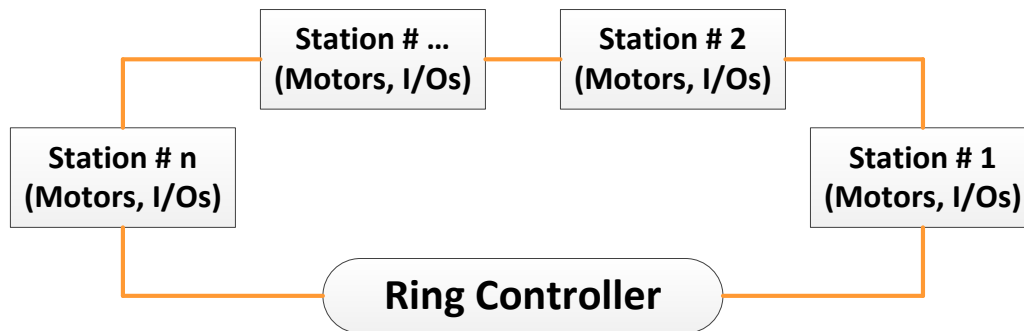 Station # ...
(Motors, I/Os)
Station # 2
(Motors, I/Os)
Station # n
(Motors, I/Os)
Station # 1
(Motors, I/Os)
Ring Controller